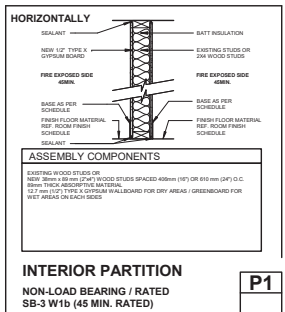 HORIZONTALLY
SEALANT
BATT INSULATION
NEW 1/2" TYPE X
GYPSUM BOARD
EXISTING STUDS OR
2X4 WOOD STUDS
FIRE EXPOSED SIDE
45MIN.
FIRE EXPOSED SIDE
45MIN.
BASE AS PER
SCHEDULE
BASE AS PER
SCHEDULE
FINISH FLOOR MATERIAL
REF. ROOM FINISH
SCHEDULE
FINISH FLOOR MATERIAL
REF. ROOM FINISH
SCHEDULE
SEALANT
ASSEMBLY COMPONENTS
EXISTING WOOD STUDS OR
NEW 38mm x 89 mm (2"x4") WOOD STUDS SPACED 406mm (16") OR 610 mm (24") O.C.
89mm THICK ABSORPTIVE MATERIAL
12.7 mm (1/2") TYPE X GYPSUM WALLBOARD FOR DRY AREAS / GREENBOARD FOR
WET AREAS ON EACH SIDES
INTERIOR PARTITION
NON-LOAD BEARING / RATED
SB-3 W1b (45 MIN. RATED)
P1